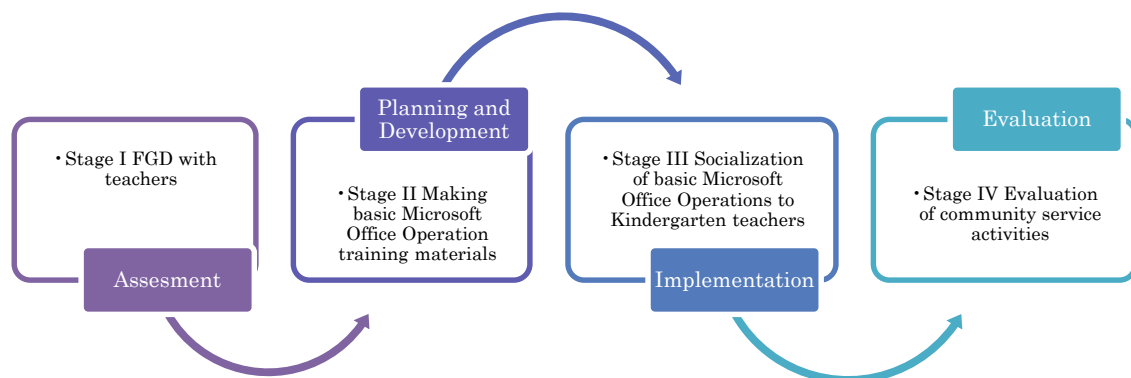 • Stage I FGD with
teachers
Assesment
Planning and
Development
• Stage II Making
basic Microsoft
Office Operation
training materials
• Stage III Socialization
of basic Microsoft
Office Operations to
Kindergarten teachers
Implementation
Evaluation
• Stage IV Evaluation
of community service
activities